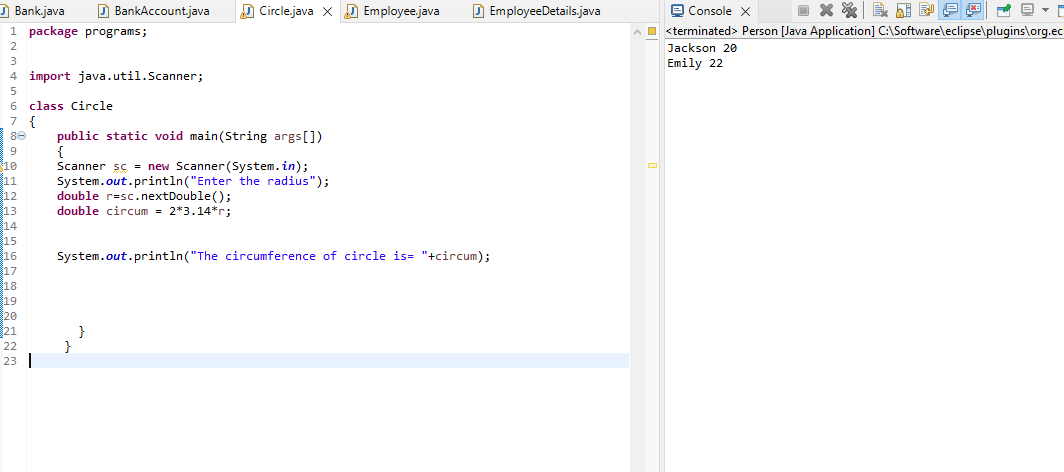 Bank.java BankAccount.java Circle.java Employee.java EmployeeDetails.java
1 package programs;
2
3
4 import java.util.Scanner;
5
6 class Circle
7 {
8 public static void main(String args[])
9 {
10 Scanner sc = new Scanner(System.in);
11 System.out.println("Enter the radius");
12 double r=sc.nextDouble();
13 double circum = 2*3.14*r;
14
15
16 System.out.println("The circumference of circle is= "+circum);
17
18
19
20
21 }
22 }
23
Console
<terminated> Person [Java Application] C:\Software\eclipse\plugins\org.ec
Jackson 20
Emily 22